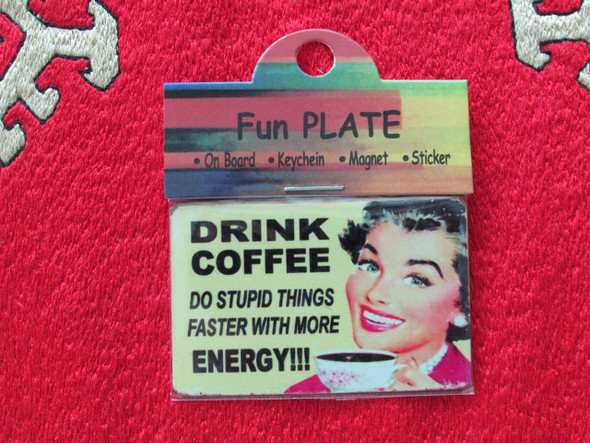 Fun PLATE
• On Board • Keychein • Magnet • Sticker
DRINK
COFFEE
DO STUPID THINGS
FASTER WITH MORE
ENERGY!!!